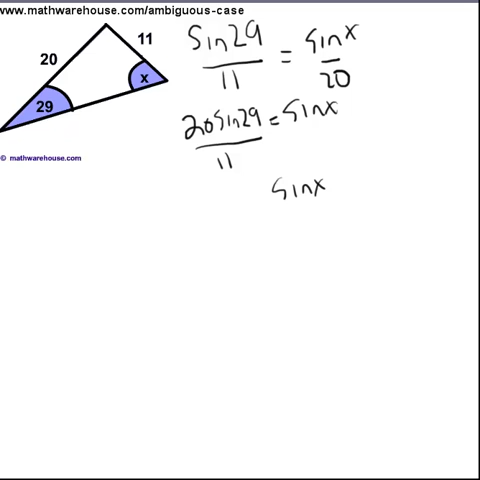 www.mathwarehouse.com/ambiguous-case
20
11
x
29
© mathwarehouse.com
Sin29 / 11 = sinx / 20
20sin29 / 11 = sinx
sinx